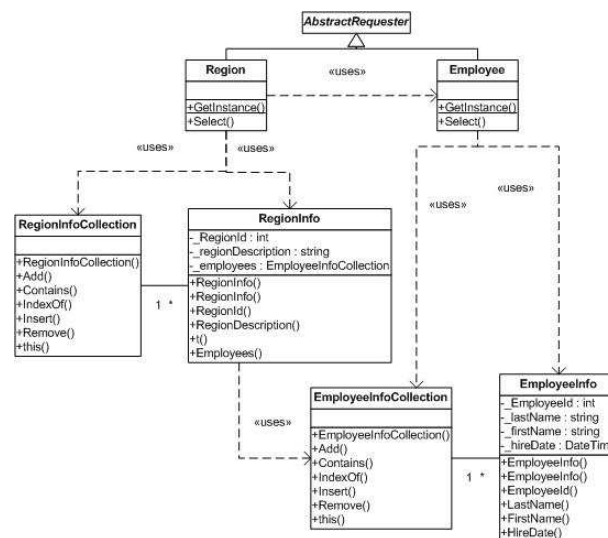 AbstractRequester
Region
+GetInstance()
+Select()
«uses»
Employee
+GetInstance()
+Select()
«uses»
«uses»
«uses»
«uses»
RegionInfoCollection
+RegionInfoCollection()
+Add()
+Contains()
+IndexOf()
+Insert()
+Remove()
+this()
1 *
RegionInfo
-_RegionId : int
-_regionDescription : string
-_employees : EmployeeInfoCollection
+RegionInfo()
+RegionInfo()
+RegionId()
+RegionDescription()
+t()
+Employees()
«uses»
EmployeeInfoCollection
+EmployeeInfoCollection()
+Add()
+Contains()
+IndexOf()
+Insert()
+Remove()
+this()
1 *
EmployeeInfo
-_EmployeeId : int
-_lastName : string
-_firstName : string
-_hireDate : DateTim
+EmployeeInfo()
+EmployeeInfo()
+EmployeeId()
+LastName()
+FirstName()
+HireDate()